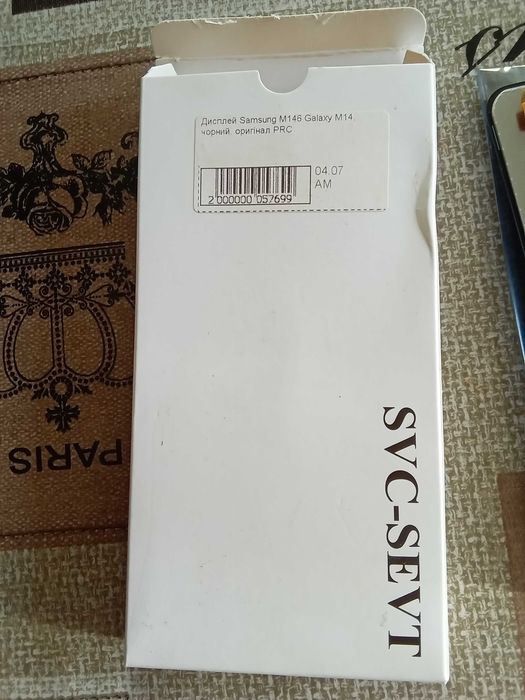 Дисплей Samsung M146 Galaxy M14,
чорний, оригінал PRC
04.07
AM
2 000000 057699
SVC-SEVT
PARIS